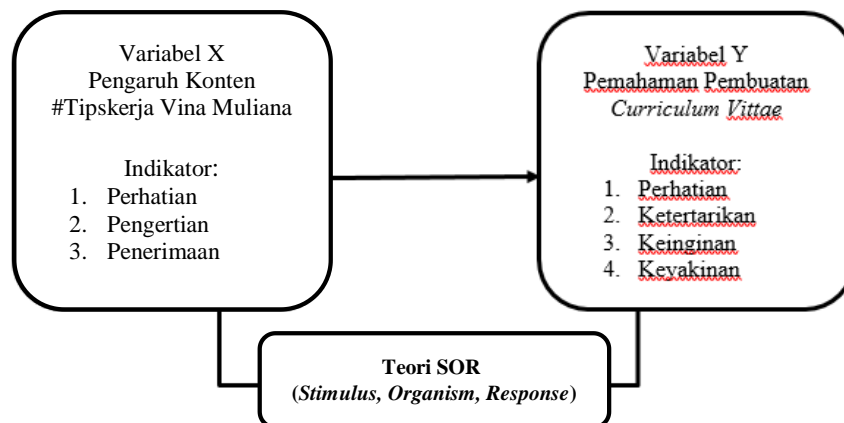 Variabel X
Pengaruh Konten
#Tipskerja Vina Muliana
Indikator:
1. Perhatian
2. Pengertian
3. Penerimaan
Variabel Y
Pemahaman Pembuatan
Curriculum Vittae
Indikator:
1. Perhatian
2. Ketertarikan
3. Keinginan
4. Keyakinan
Teori SOR
(Stimulus, Organism, Response)